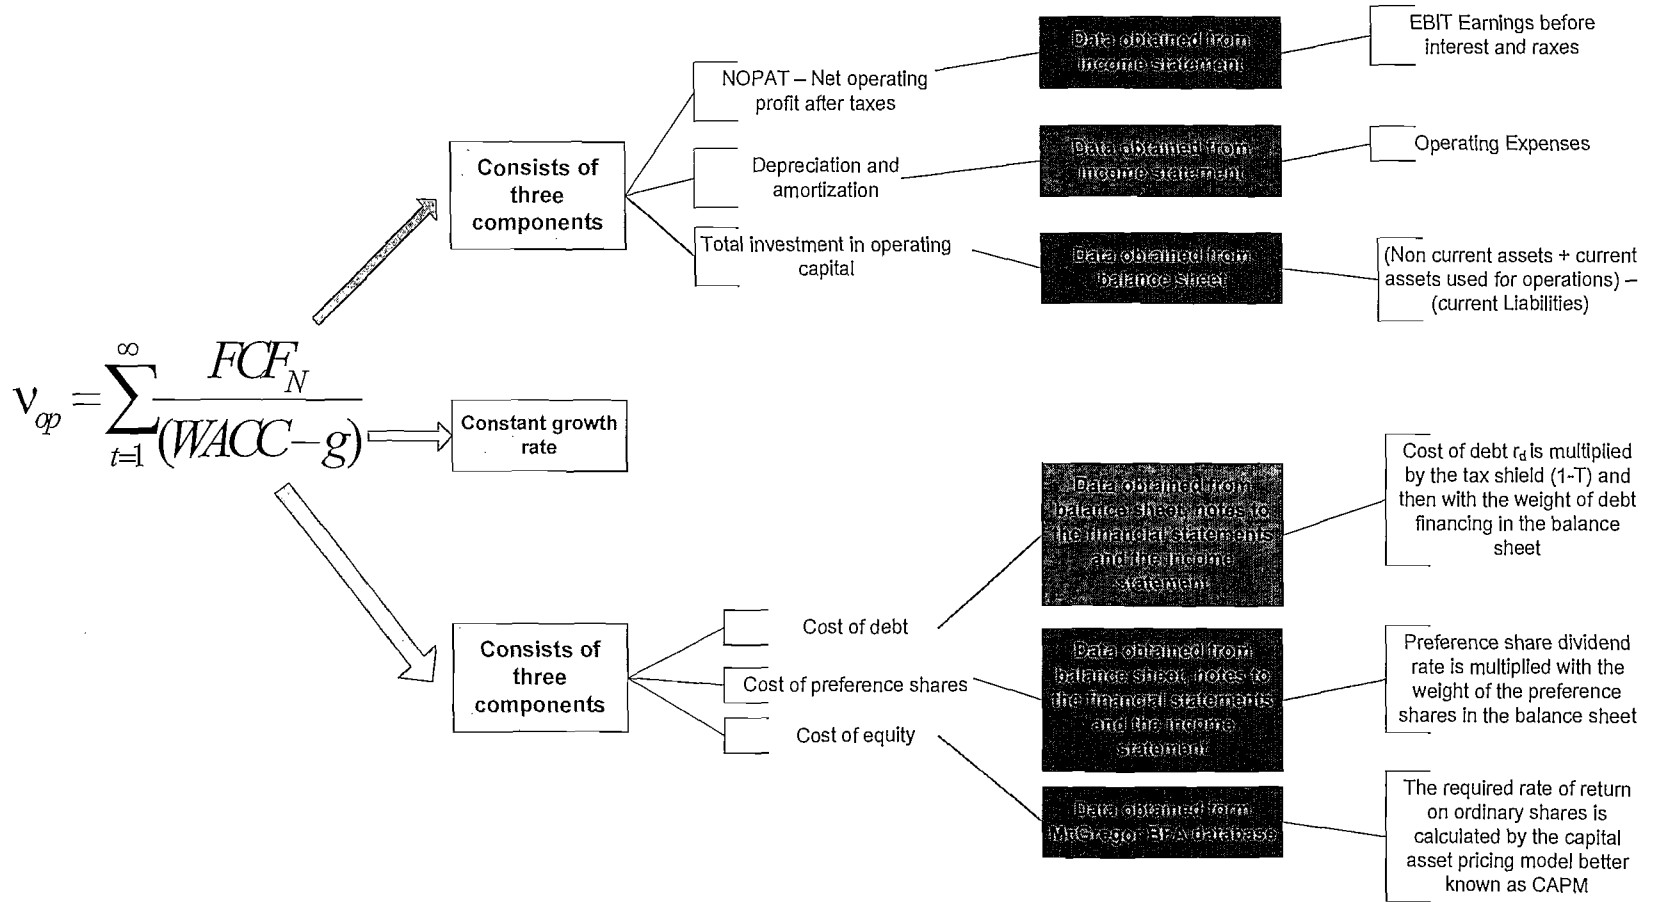 EBIT Earnings before
interest and raxes
Data obtained from
income statement
NOPAT – Net operating
profit after taxes
Consists of
three
components
Depreciation and
amortization
Data obtained from
income statement
Operating Expenses
Total investment in operating
capital
Data obtained from
balance sheet
(Non current assets + current
assets used for operations) –
(current Liabilities)
ν_op = ∑_{t=1}^{∞} FCF_N / (WACC – g)
Constant growth
rate
Cost of debt r_d is multiplied
by the tax shield (1-T) and
then with the weight of debt
financing in the balance
sheet
Data obtained from
balance sheet, notes to
the financial statements
and the income
statement
Consists of
three
components
Cost of debt
Cost of preference shares
Cost of equity
Data obtained from
balance sheet, notes to
the financial statements
and the income
statement
Preference share dividend
rate is multiplied with the
weight of the preference
shares in the balance sheet
Data obtained form
BFA database
The required rate of return
on ordinary shares is
calculated by the capital
asset pricing model better
known as CAPM